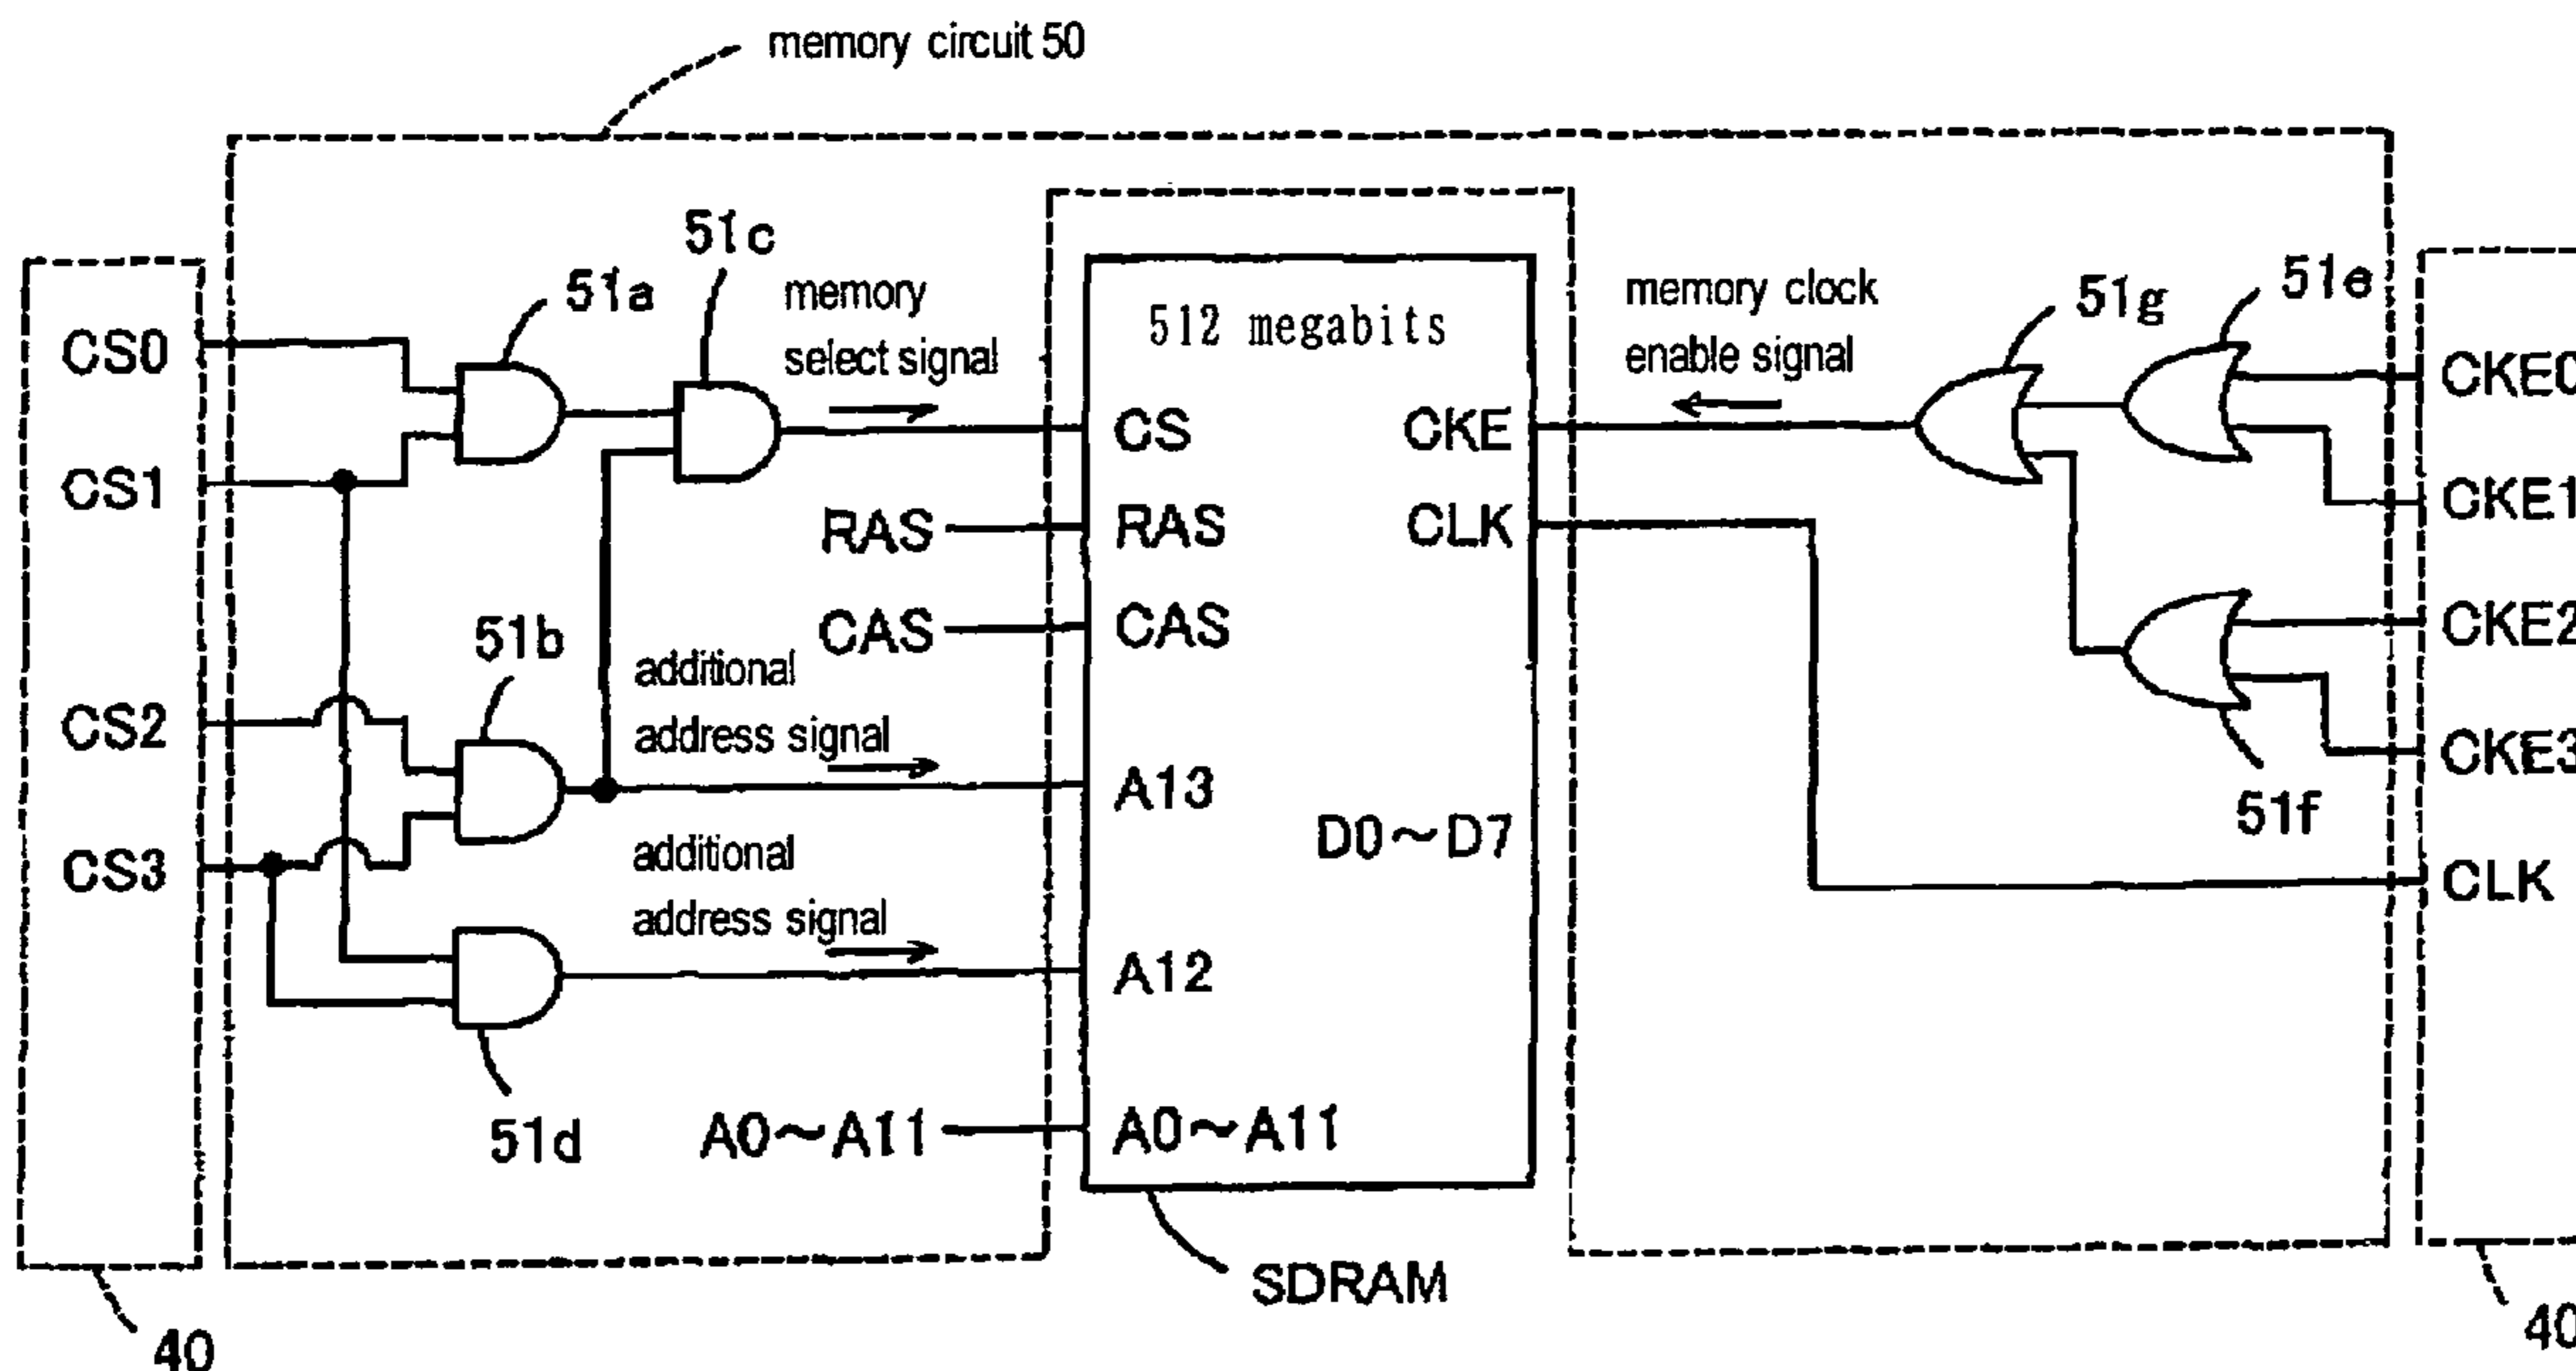 memory circuit 50
51c
51a
memory
select signal
512 megabits
memory clock
enable signal
51g
51e
CS0
CS1
CS2
CS3
CS
RAS
RAS
CAS
CAS
51b
additional
address signal
A13
additional
address signal
A12
51d
A0~A11
A0~A11
CKE
CLK
D0~D7
CKE0
CKE1
CKE2
CKE3
51f
CLK
SDRAM
40
40